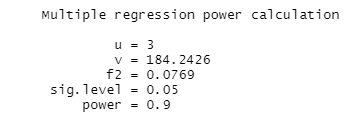 Multiple regression power calculation
u = 3
v = 184.2426
f2 = 0.0769
sig.level = 0.05
power = 0.9